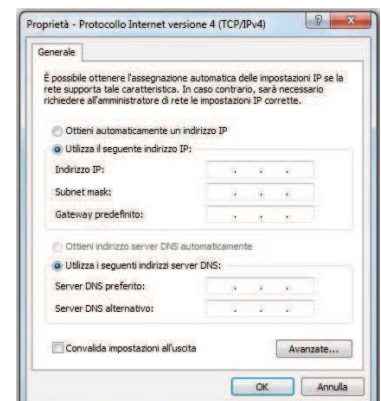 Proprietà - Protocollo Internet versione 4 (TCP/IPv4)
Generale
È possibile ottenere l'assegnazione automatica delle impostazioni IP se la
rete supporta tale caratteristica. In caso contrario, sarà necessario
richiedere all'amministratore di rete le impostazioni IP corrette.
Ottieni automaticamente un indirizzo IP
Utilizza il seguente indirizzo IP:
Indirizzo IP:
Subnet mask:
Gateway predefinito:
Ottieni indirizzo server DNS automaticamente
Utilizza i seguenti indirizzi server DNS:
Server DNS preferito:
Server DNS alternativo:
Convalida impostazioni all'uscita
Avanzate...
OK
Annulla